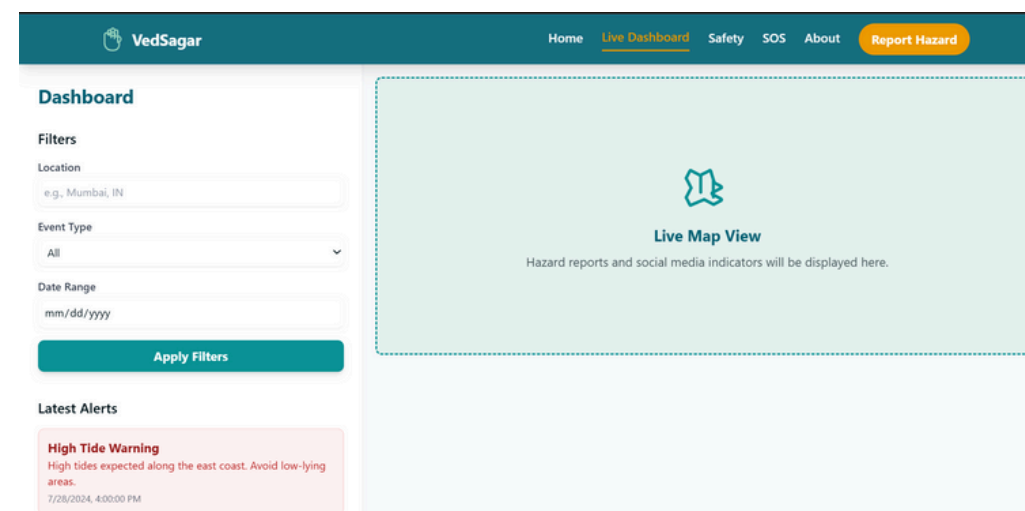 VedSagar
Home
Live Dashboard
Safety
SOS
About
Report Hazard
Dashboard
Filters
Location
e.g., Mumbai, IN
Event Type
All
Date Range
mm/dd/yyyy
Apply Filters
Latest Alerts
High Tide Warning
High tides expected along the east coast. Avoid low-lying
areas.
7/28/2024, 4:00:00 PM
Live Map View
Hazard reports and social media indicators will be displayed here.